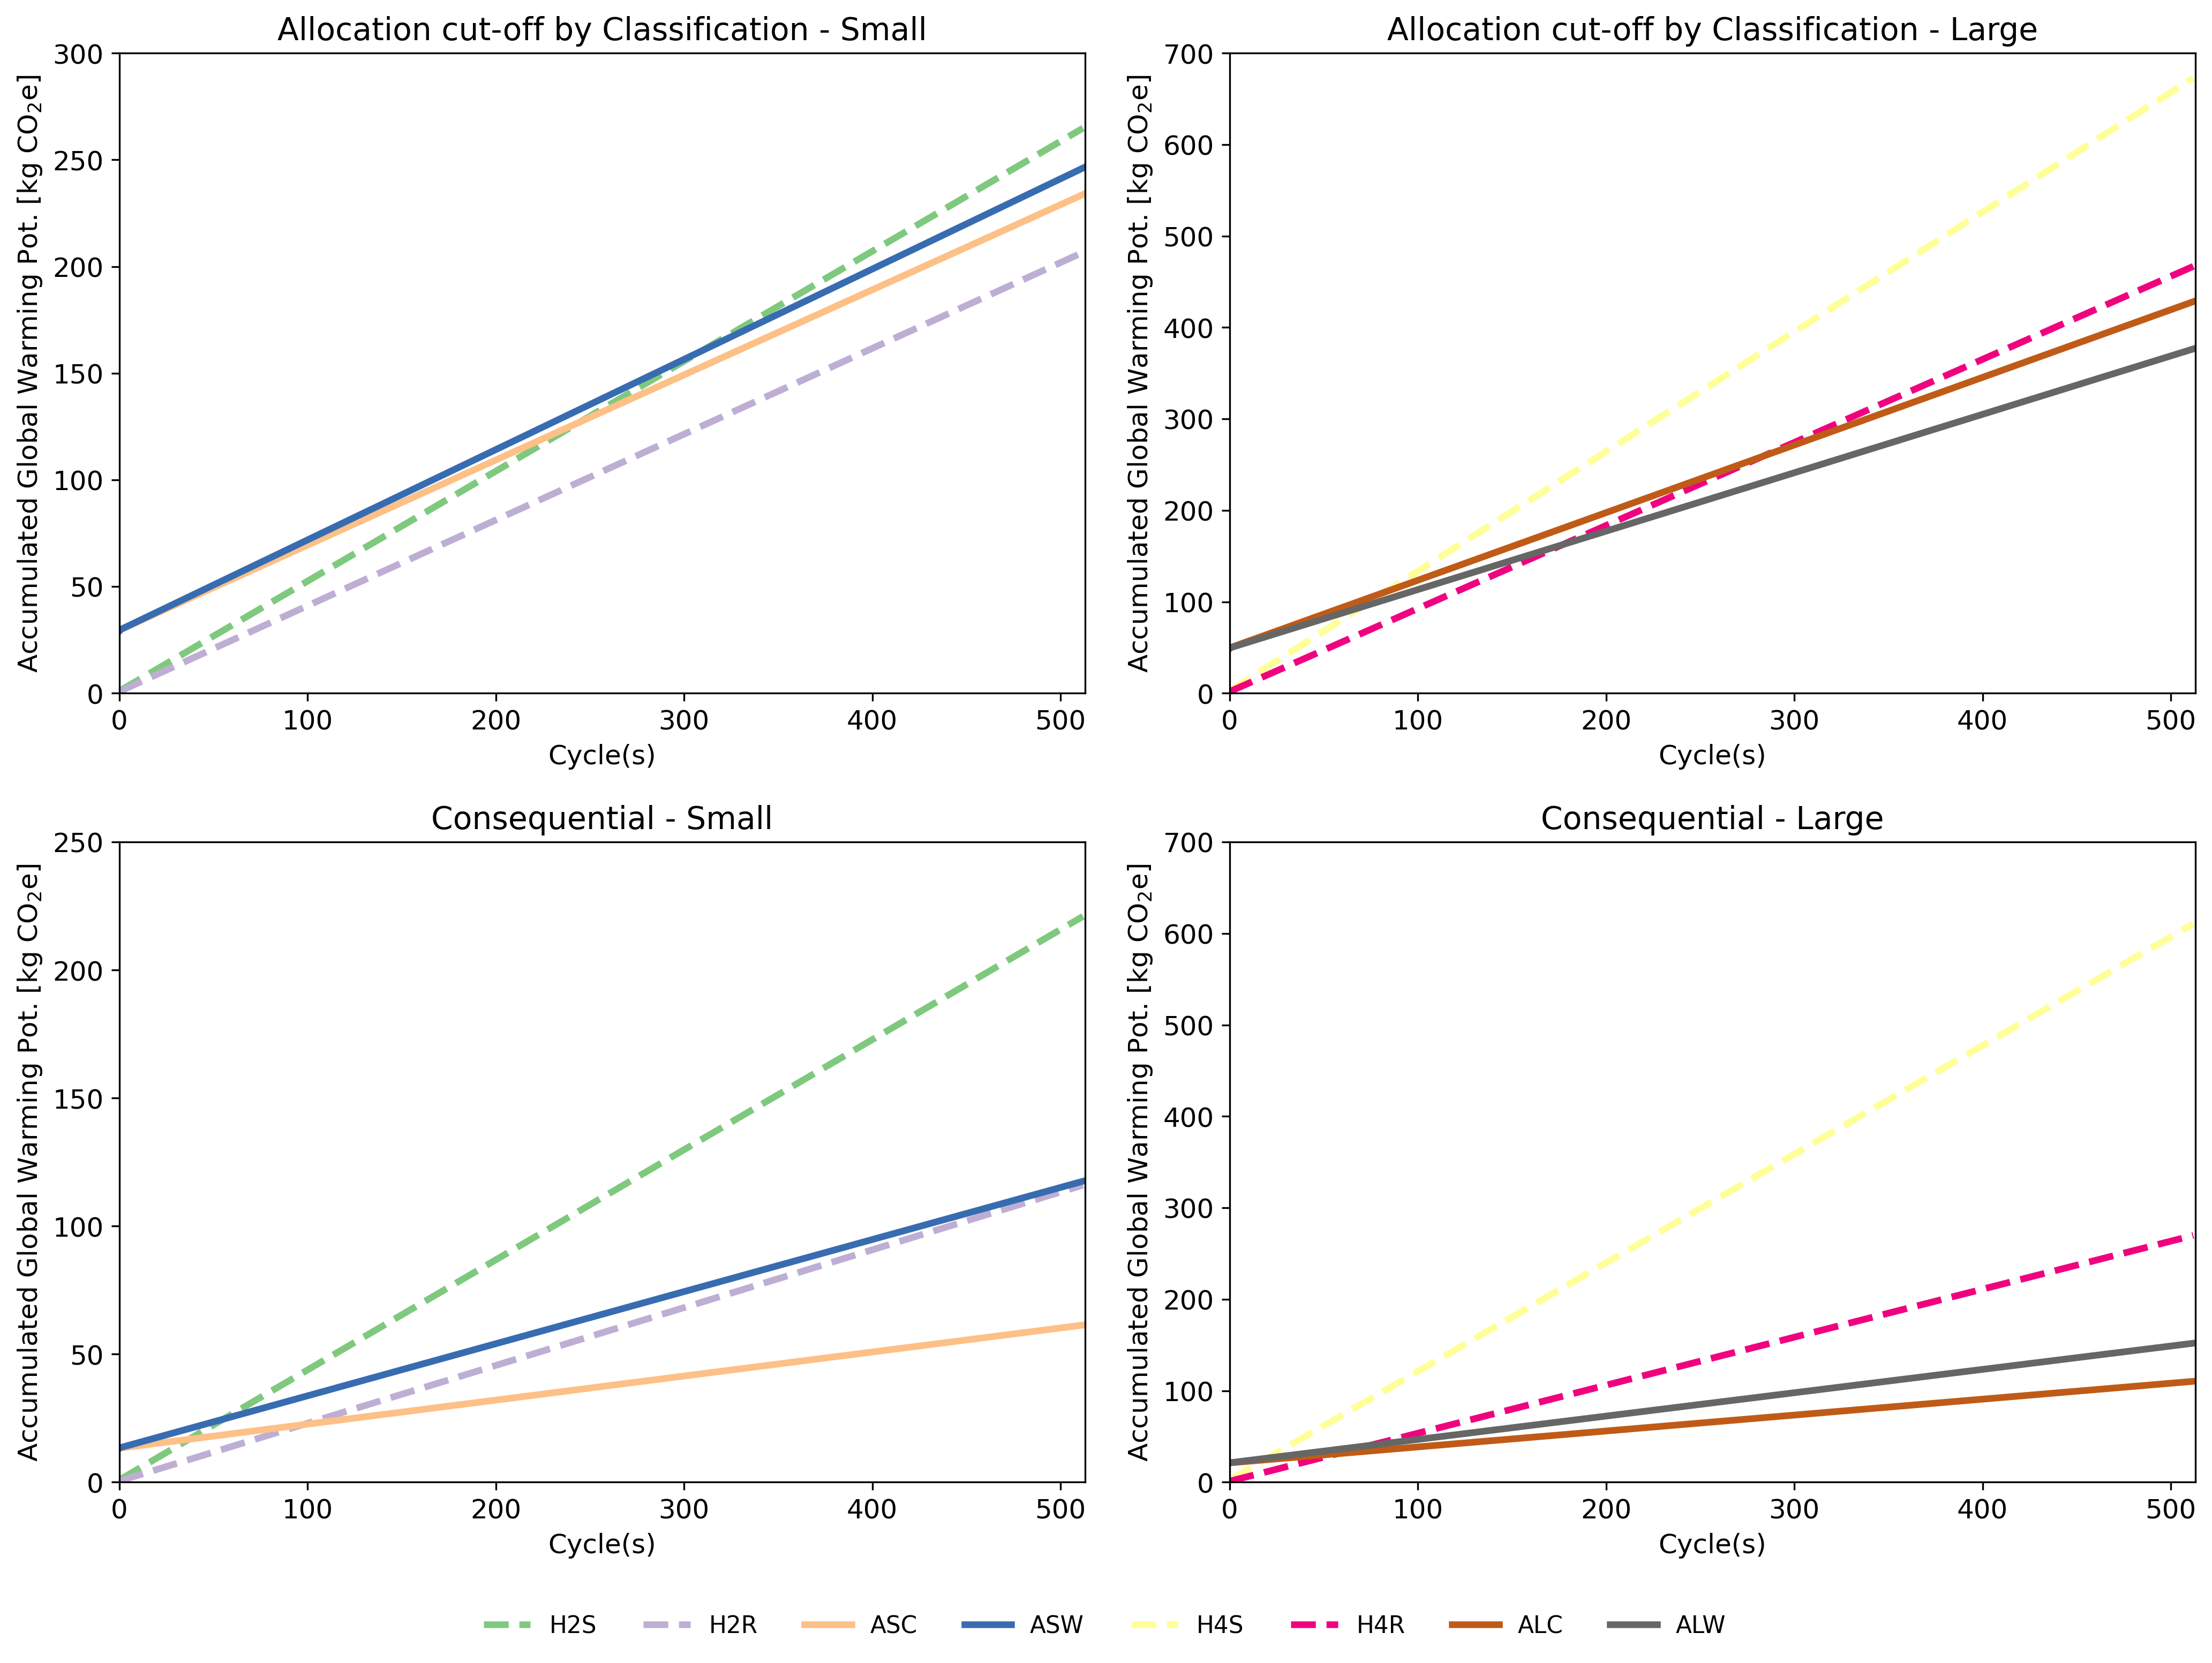 Allocation cut-off by Classification - Small
Accumulated Global Warming Pot. [kg CO₂e]
300
250
200
150
100
50
0
0 100 200 300 400 500
Cycle(s)
Allocation cut-off by Classification - Large
Accumulated Global Warming Pot. [kg CO₂e]
700
600
500
400
300
200
100
0
0 100 200 300 400 500
Cycle(s)
Consequential - Small
Accumulated Global Warming Pot. [kg CO₂e]
250
200
150
100
50
0
0 100 200 300 400 500
Cycle(s)
Consequential - Large
Accumulated Global Warming Pot. [kg CO₂e]
700
600
500
400
300
200
100
0
0 100 200 300 400 500
Cycle(s)
H2S H2R ASC ASW H4S H4R ALC ALW